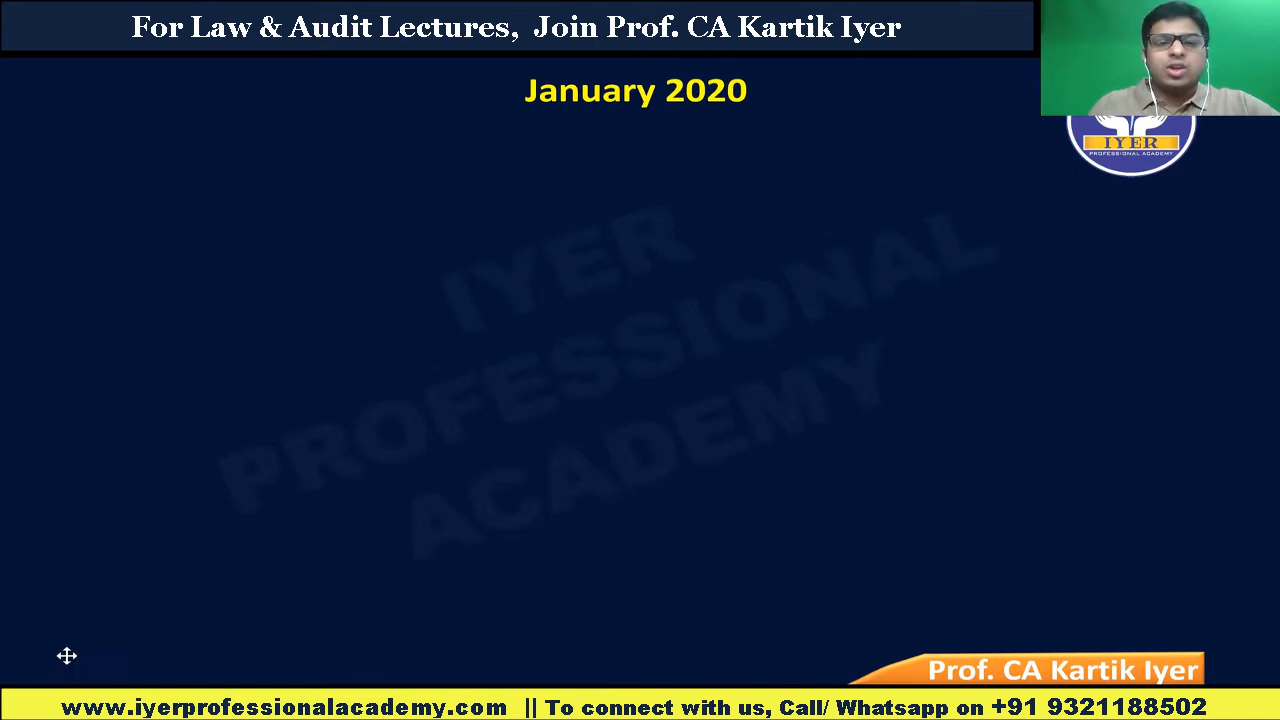 For Law & Audit Lectures, Join Prof. CA Kartik Iyer
January 2020
IYER
PROFESSIONAL ACADEMY
IYER
PROFESSIONAL
ACADEMY
Prof. CA Kartik Iyer
www.iyerprofessionalacademy.com || To connect with us, Call/ Whatsapp on +91 9321188502